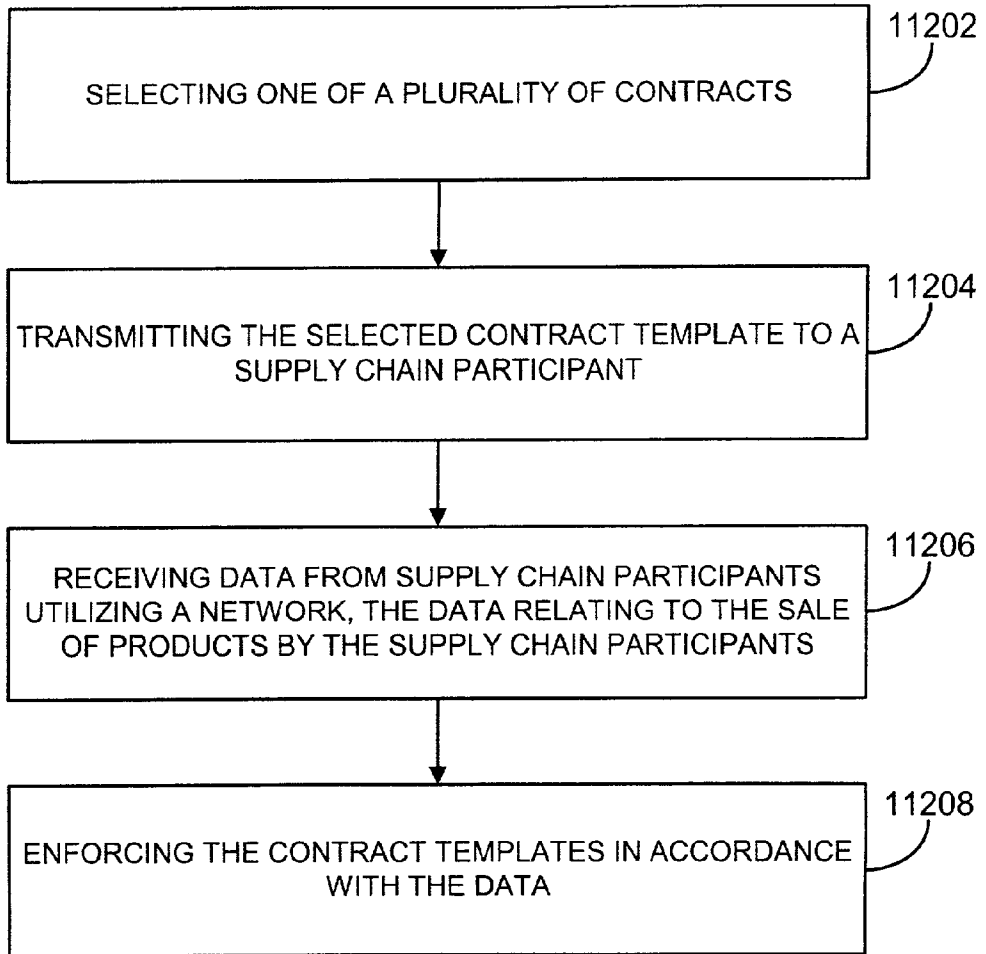 11202
SELECTING ONE OF A PLURALITY OF CONTRACTS
11204
TRANSMITTING THE SELECTED CONTRACT TEMPLATE TO A
SUPPLY CHAIN PARTICIPANT
11206
RECEIVING DATA FROM SUPPLY CHAIN PARTICIPANTS
UTILIZING A NETWORK, THE DATA RELATING TO THE SALE
OF PRODUCTS BY THE SUPPLY CHAIN PARTICIPANTS
11208
ENFORCING THE CONTRACT TEMPLATES IN ACCORDANCE
WITH THE DATA